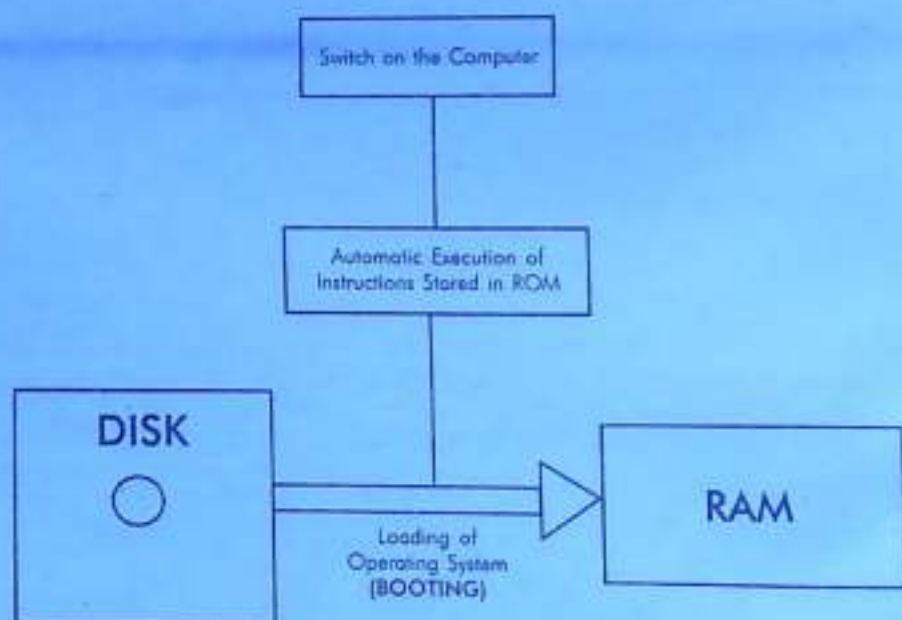 Switch on the Computer
Automatic Execution of
Instructions Stored in ROM
DISK
RAM
Loading of
Operating System
(BOOTING)